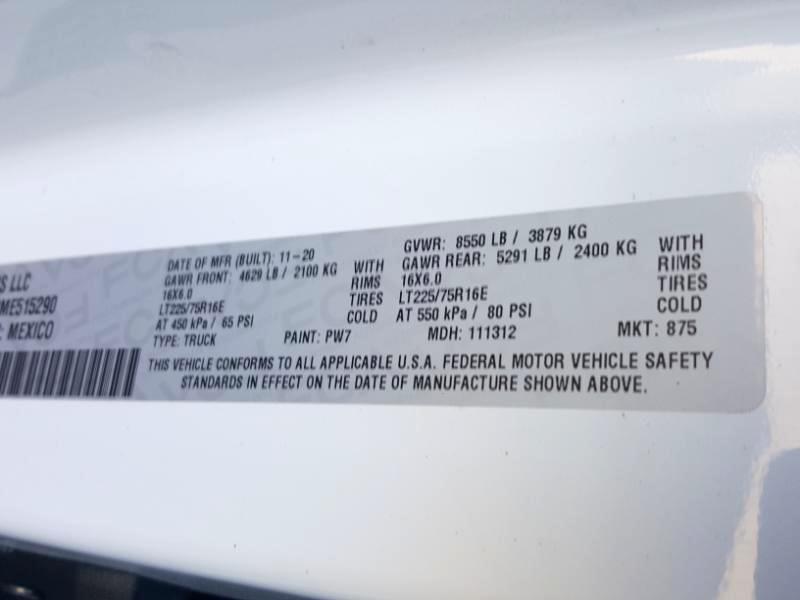 S LLC
ME515290
: MEXICO
DATE OF MFR (BUILT): 11-20
GAWR FRONT: 4629 LB / 2100 KG WITH
16X6.0 RIMS
LT225/75R16E TIRES
AT 450 kPa / 65 PSI COLD
TYPE: TRUCK PAINT: PW7
GVWR: 8550 LB / 3879 KG
GAWR REAR: 5291 LB / 2400 KG WITH
16X6.0 RIMS
LT225/75R16E TIRES
AT 550 kPa / 80 PSI COLD
MDH: 111312 MKT: 875
THIS VEHICLE CONFORMS TO ALL APPLICABLE U.S.A. FEDERAL MOTOR VEHICLE SAFETY
STANDARDS IN EFFECT ON THE DATE OF MANUFACTURE SHOWN ABOVE.